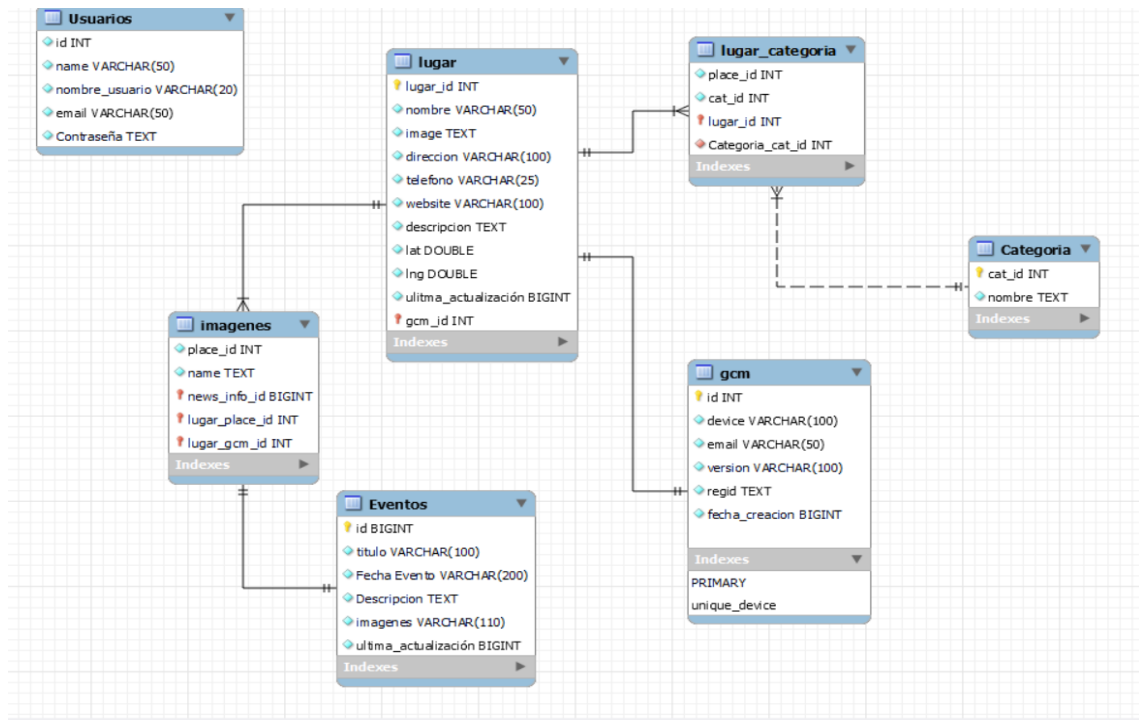 Usuarios
id INT
name VARCHAR(50)
nombre_usuario VARCHAR(20)
email VARCHAR(50)
Contraseña TEXT
lugar
lugar_id INT
nombre VARCHAR(50)
image TEXT
direccion VARCHAR(100)
telefono VARCHAR(25)
website VARCHAR(100)
descripcion TEXT
lat DOUBLE
lng DOUBLE
ulitma_actualización BIGINT
gcm_id INT
Indexes
lugar_categoria
place_id INT
cat_id INT
lugar_id INT
Categoria_cat_id INT
Indexes
Categoria
cat_id INT
nombre TEXT
Indexes
imagenes
place_id INT
name TEXT
news_info_id BIGINT
lugar_place_id INT
lugar_gcm_id INT
Indexes
gcm
id INT
device VARCHAR(100)
email VARCHAR(50)
version VARCHAR(100)
regid TEXT
fecha_creacion BIGINT
Indexes
PRIMARY
unique_device
Eventos
id BIGINT
titulo VARCHAR(100)
Fecha Evento VARCHAR(200)
Descripcion TEXT
imagenes VARCHAR(110)
ultima_actualización BIGINT
Indexes